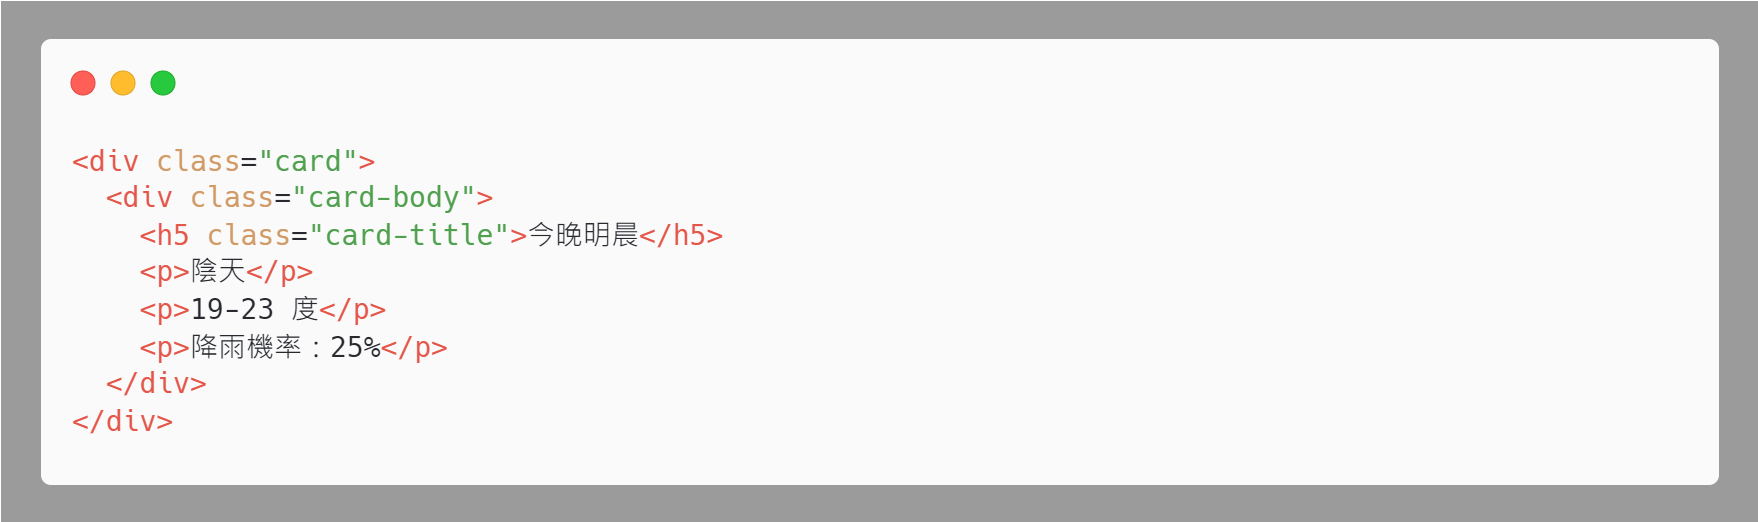 <div class="card">
  <div class="card-body">
    <h5 class="card-title">今晚明晨</h5>
    <p>陰天</p>
    <p>19-23 度</p>
    <p>降雨機率：25%</p>
  </div>
</div>